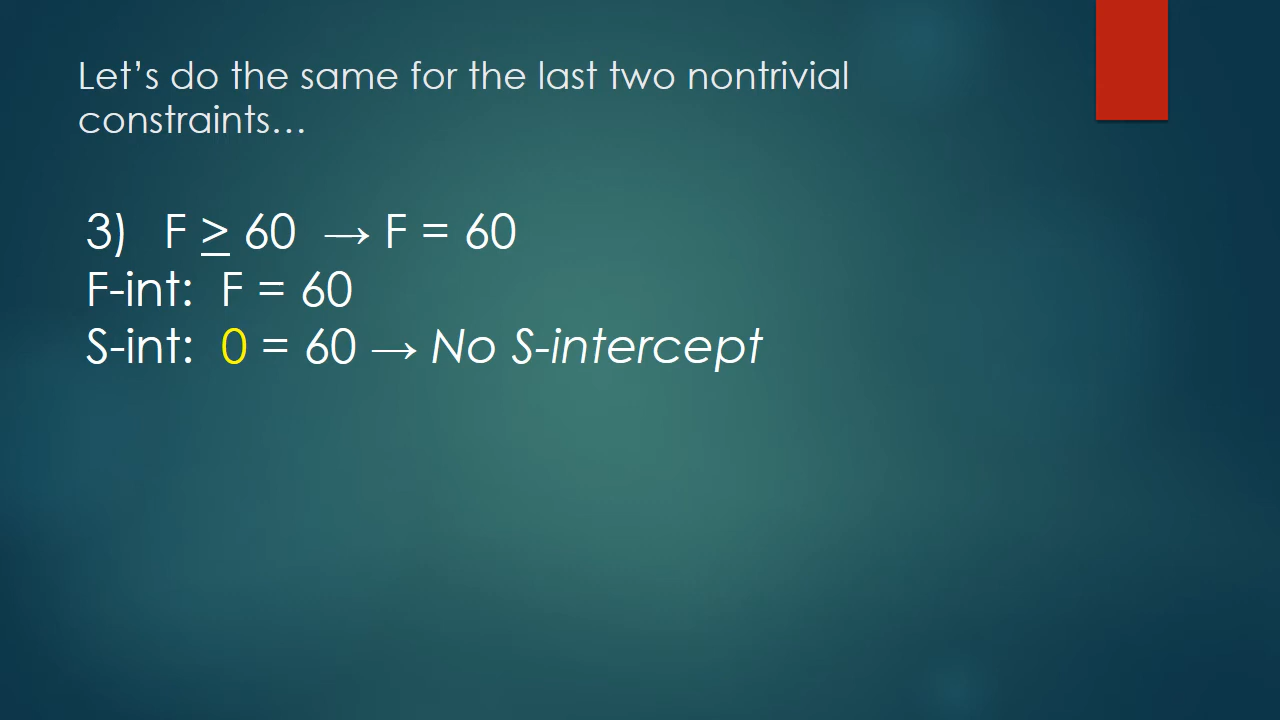 Let’s do the same for the last two nontrivial
constraints…
3) F ≥ 60 → F = 60
F-int: F = 60
S-int: 0 = 60 → No S-intercept